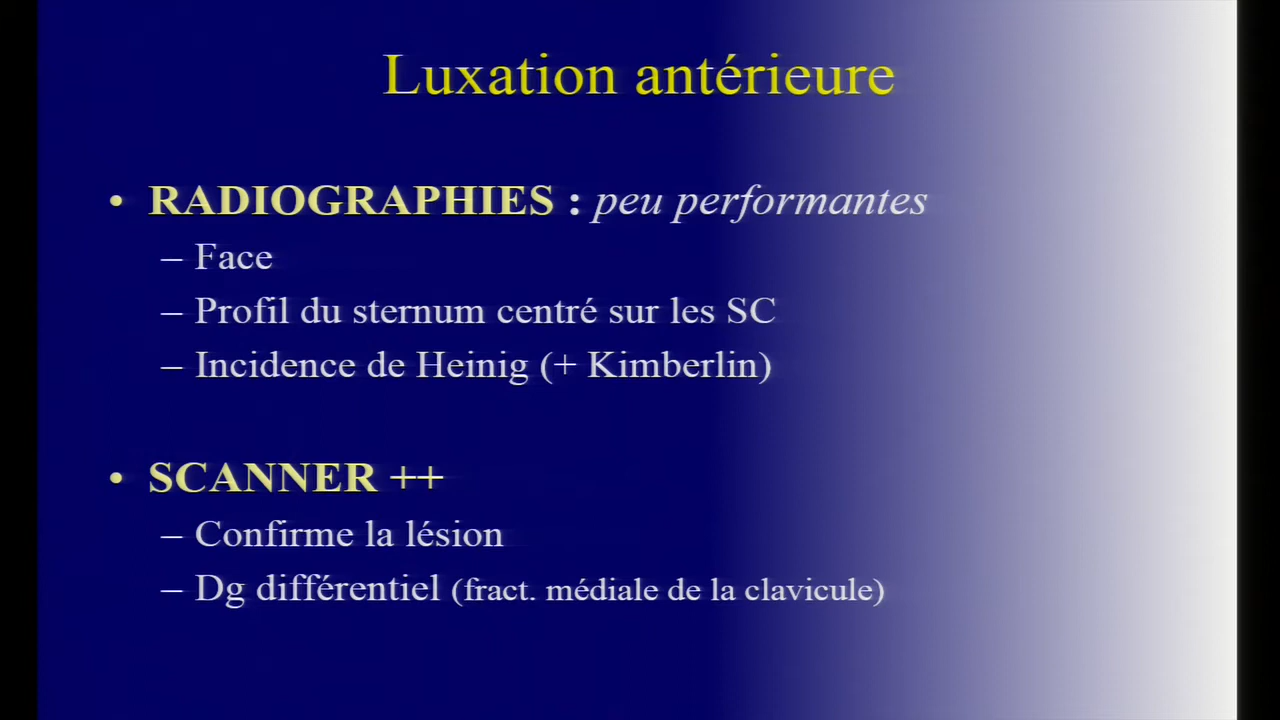 Luxation antérieure
• RADIOGRAPHIES : peu performantes
– Face
– Profil du sternum centré sur les SC
– Incidence de Heinig (+ Kimberlin)
• SCANNER ++
– Confirme la lésion
– Dg différentiel (fract. médiale de la clavicule)